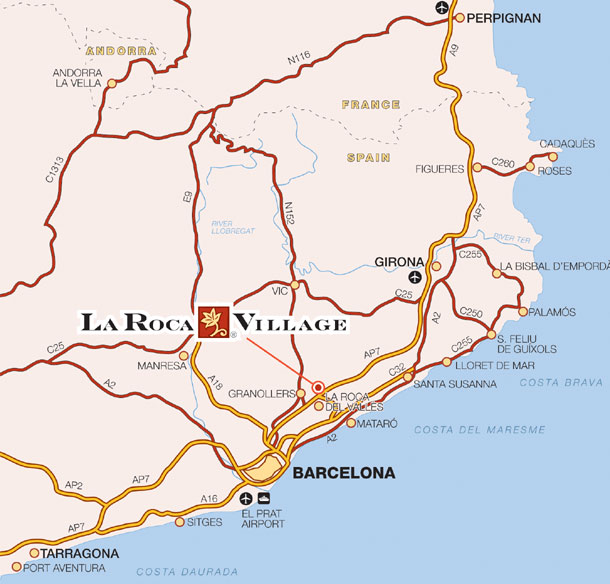 PERPIGNAN
A9
N116
ANDORRA
ANDORRA
LA VELLA
FRANCE
SPAIN
CADAQUÈS
C260
ROSES
FIGUERES
C1313
E9
N152
AP7
RIVER
LLOBREGAT
RIVER TER
C255
GIRONA
LA BISBAL D'EMPORDÀ
VIC
C25
A2
C250
PALAMÓS
LA ROCA VILLAGE
®
S. FELIU
DE GUÍXOLS
C25
AP7
C255
MANRESA
LLORET DE MAR
C32
A2
A18
GRANOLLERS
LA ROCA
DEL VALLES
SANTA SUSANNA
COSTA BRAVA
MATARÓ
A2
COSTA DEL MARESME
BARCELONA
AP2
AP7
A16
EL PRAT
AIRPORT
SITGES
AP7
TARRAGONA
PORT AVENTURA
COSTA DAURADA